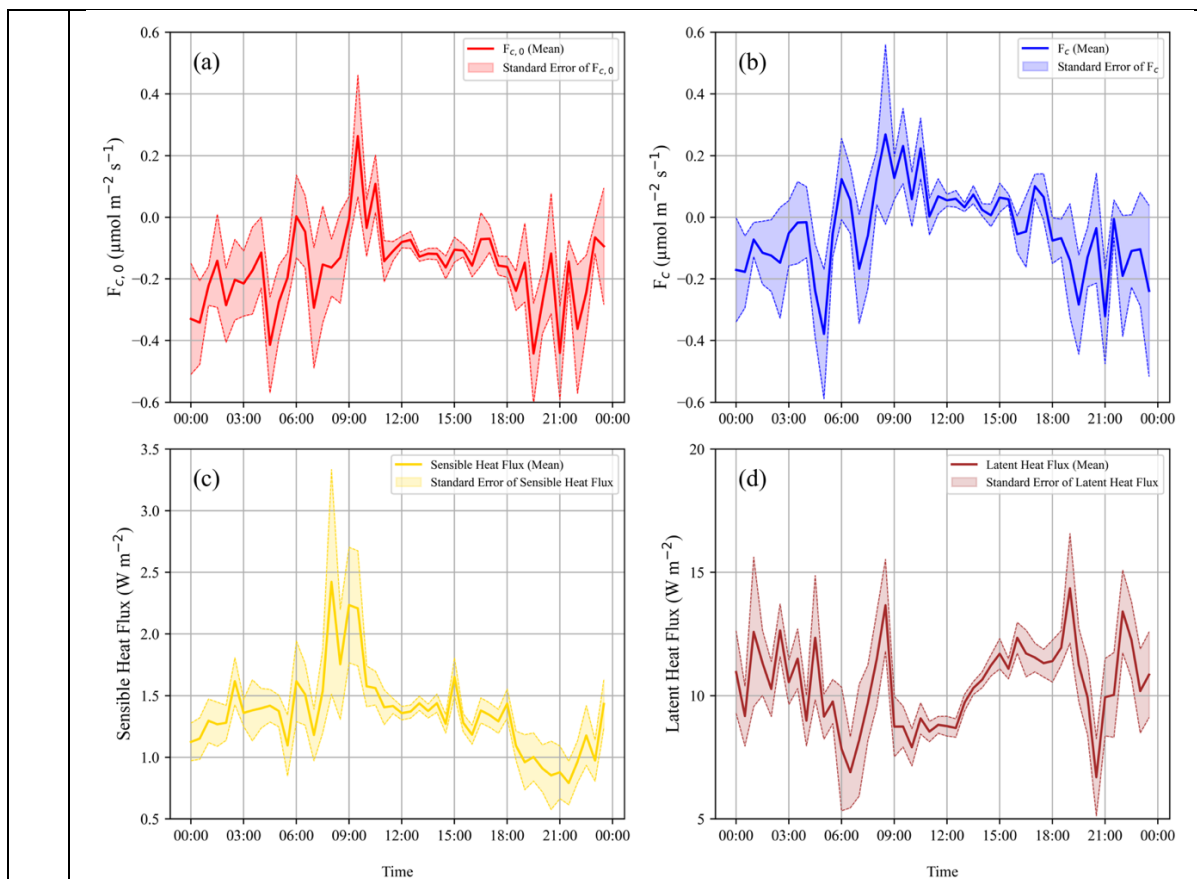 (a)
F_{c,0} (Mean)
Standard Error of F_{c,0}
F_{c,0} (μmol m⁻² s⁻¹)
0.6
0.4
0.2
0.0
−0.2
−0.4
−0.6
00:00 03:00 06:00 09:00 12:00 15:00 18:00 21:00 00:00
(b)
F_c (Mean)
Standard Error of F_c
F_c (μmol m⁻² s⁻¹)
0.6
0.4
0.2
0.0
−0.2
−0.4
−0.6
00:00 03:00 06:00 09:00 12:00 15:00 18:00 21:00 00:00
(c)
Sensible Heat Flux (Mean)
Standard Error of Sensible Heat Flux
Sensible Heat Flux (W m⁻²)
3.5
3.0
2.5
2.0
1.5
1.0
0.5
00:00 03:00 06:00 09:00 12:00 15:00 18:00 21:00 00:00
Time
(d)
Latent Heat Flux (Mean)
Standard Error of Latent Heat Flux
Latent Heat Flux (W m⁻²)
20
15
10
5
00:00 03:00 06:00 09:00 12:00 15:00 18:00 21:00 00:00
Time